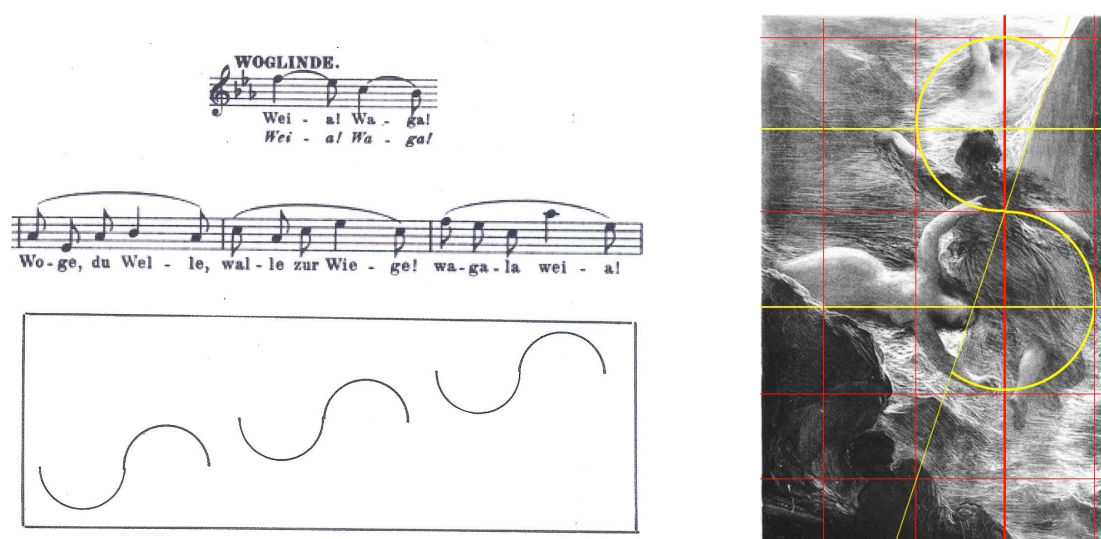 WOGLINDE.
Wei - a! Wa - ga!
Wei - a! Wa - ga!
Wo-ge, du Wel - le, wal-le zur Wie - ge! wa-ga-la wei - a!